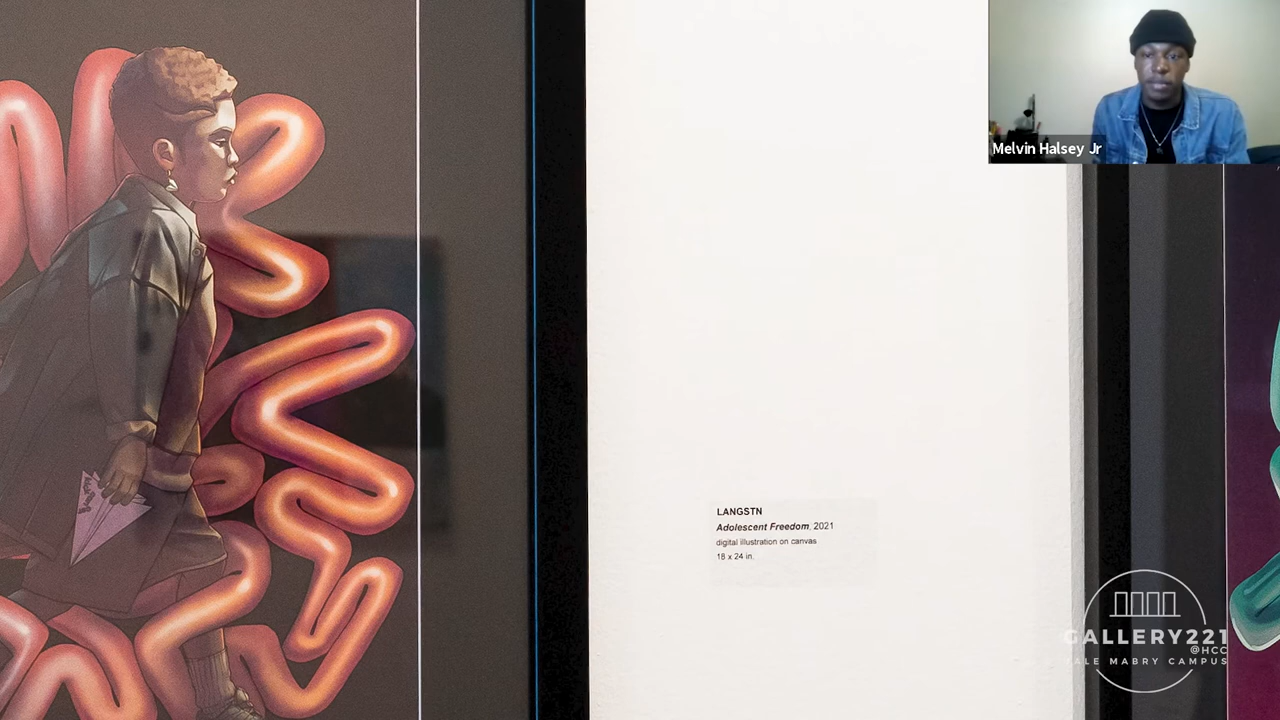 Melvin Halsey Jr
LANGSTN
Adolescent Freedom, 2021
digital illustration on canvas
18 x 24 in.
GALLERY221
@HCC
DALE MABRY CAMPUS